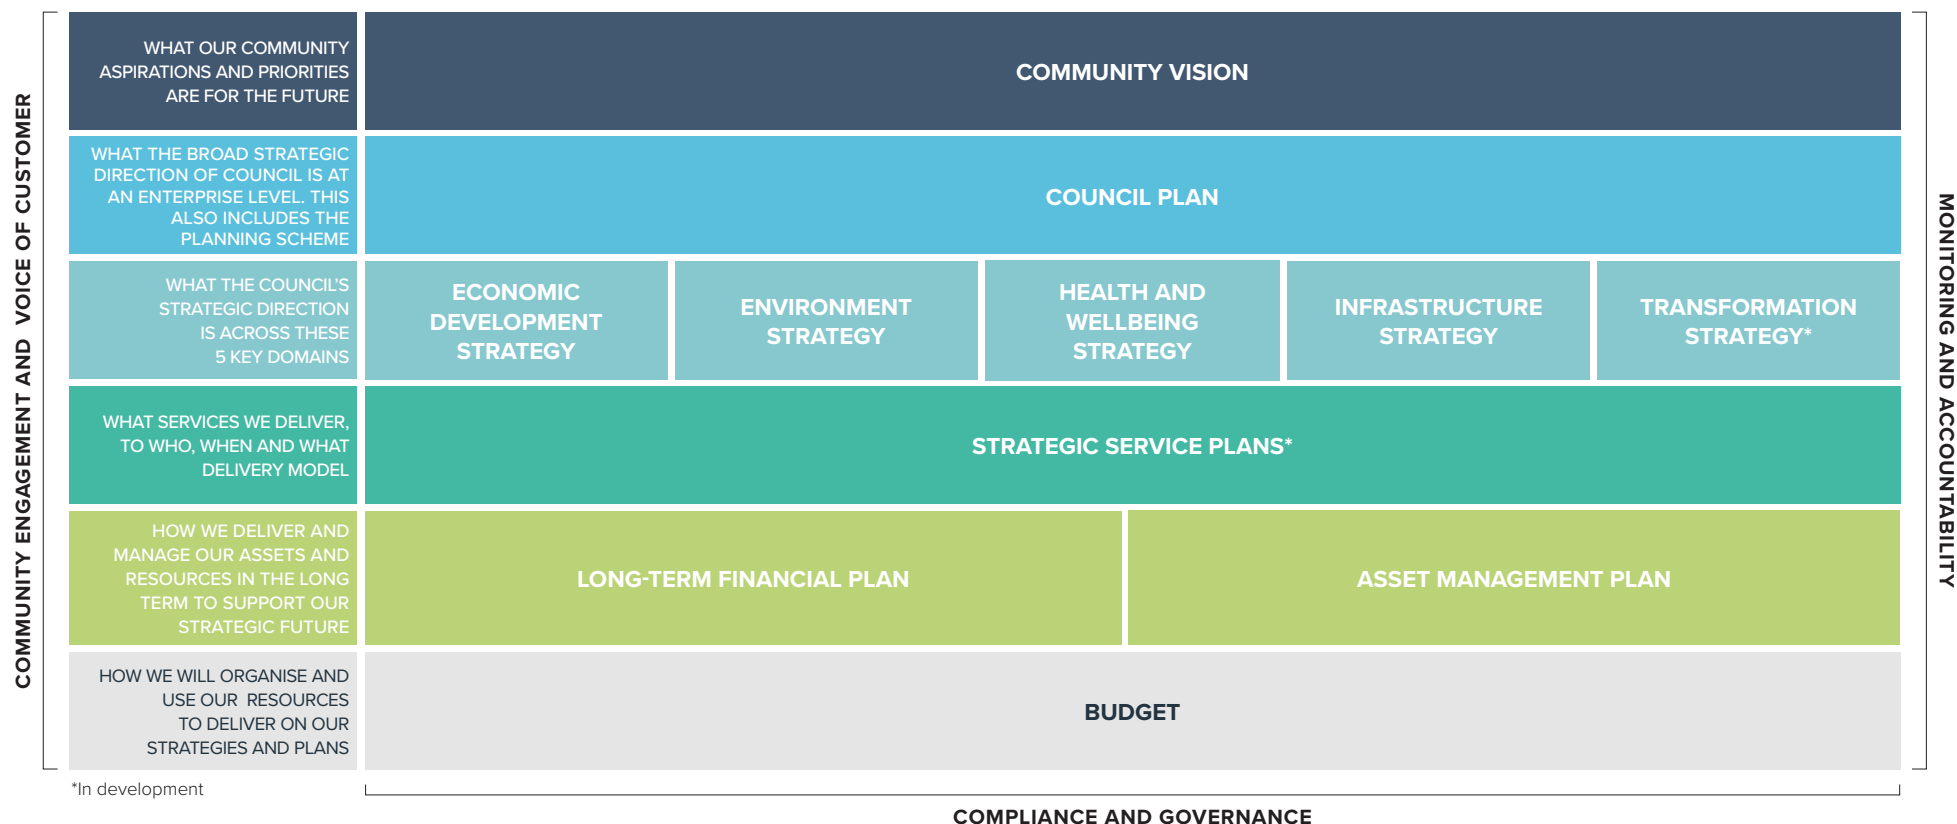 COMMUNITY ENGAGEMENT AND VOICE OF CUSTOMER
WHAT OUR COMMUNITY
ASPIRATIONS AND PRIORITIES
ARE FOR THE FUTURE
COMMUNITY VISION
WHAT THE BROAD STRATEGIC
DIRECTION OF COUNCIL IS AT
AN ENTERPRISE LEVEL. THIS
ALSO INCLUDES THE
PLANNING SCHEME
COUNCIL PLAN
WHAT THE COUNCIL'S
STRATEGIC DIRECTION
IS ACROSS THESE
5 KEY DOMAINS
ECONOMIC
DEVELOPMENT
STRATEGY
ENVIRONMENT
STRATEGY
HEALTH AND
WELLBEING
STRATEGY
INFRASTRUCTURE
STRATEGY
TRANSFORMATION
STRATEGY*
WHAT SERVICES WE DELIVER,
TO WHO, WHEN AND WHAT
DELIVERY MODEL
STRATEGIC SERVICE PLANS*
HOW WE DELIVER AND
MANAGE OUR ASSETS AND
RESOURCES IN THE LONG
TERM TO SUPPORT OUR
STRATEGIC FUTURE
LONG-TERM FINANCIAL PLAN
ASSET MANAGEMENT PLAN
HOW WE WILL ORGANISE AND
USE OUR RESOURCES
TO DELIVER ON OUR
STRATEGIES AND PLANS
BUDGET
MONITORING AND ACCOUNTABILITY
*In development
COMPLIANCE AND GOVERNANCE